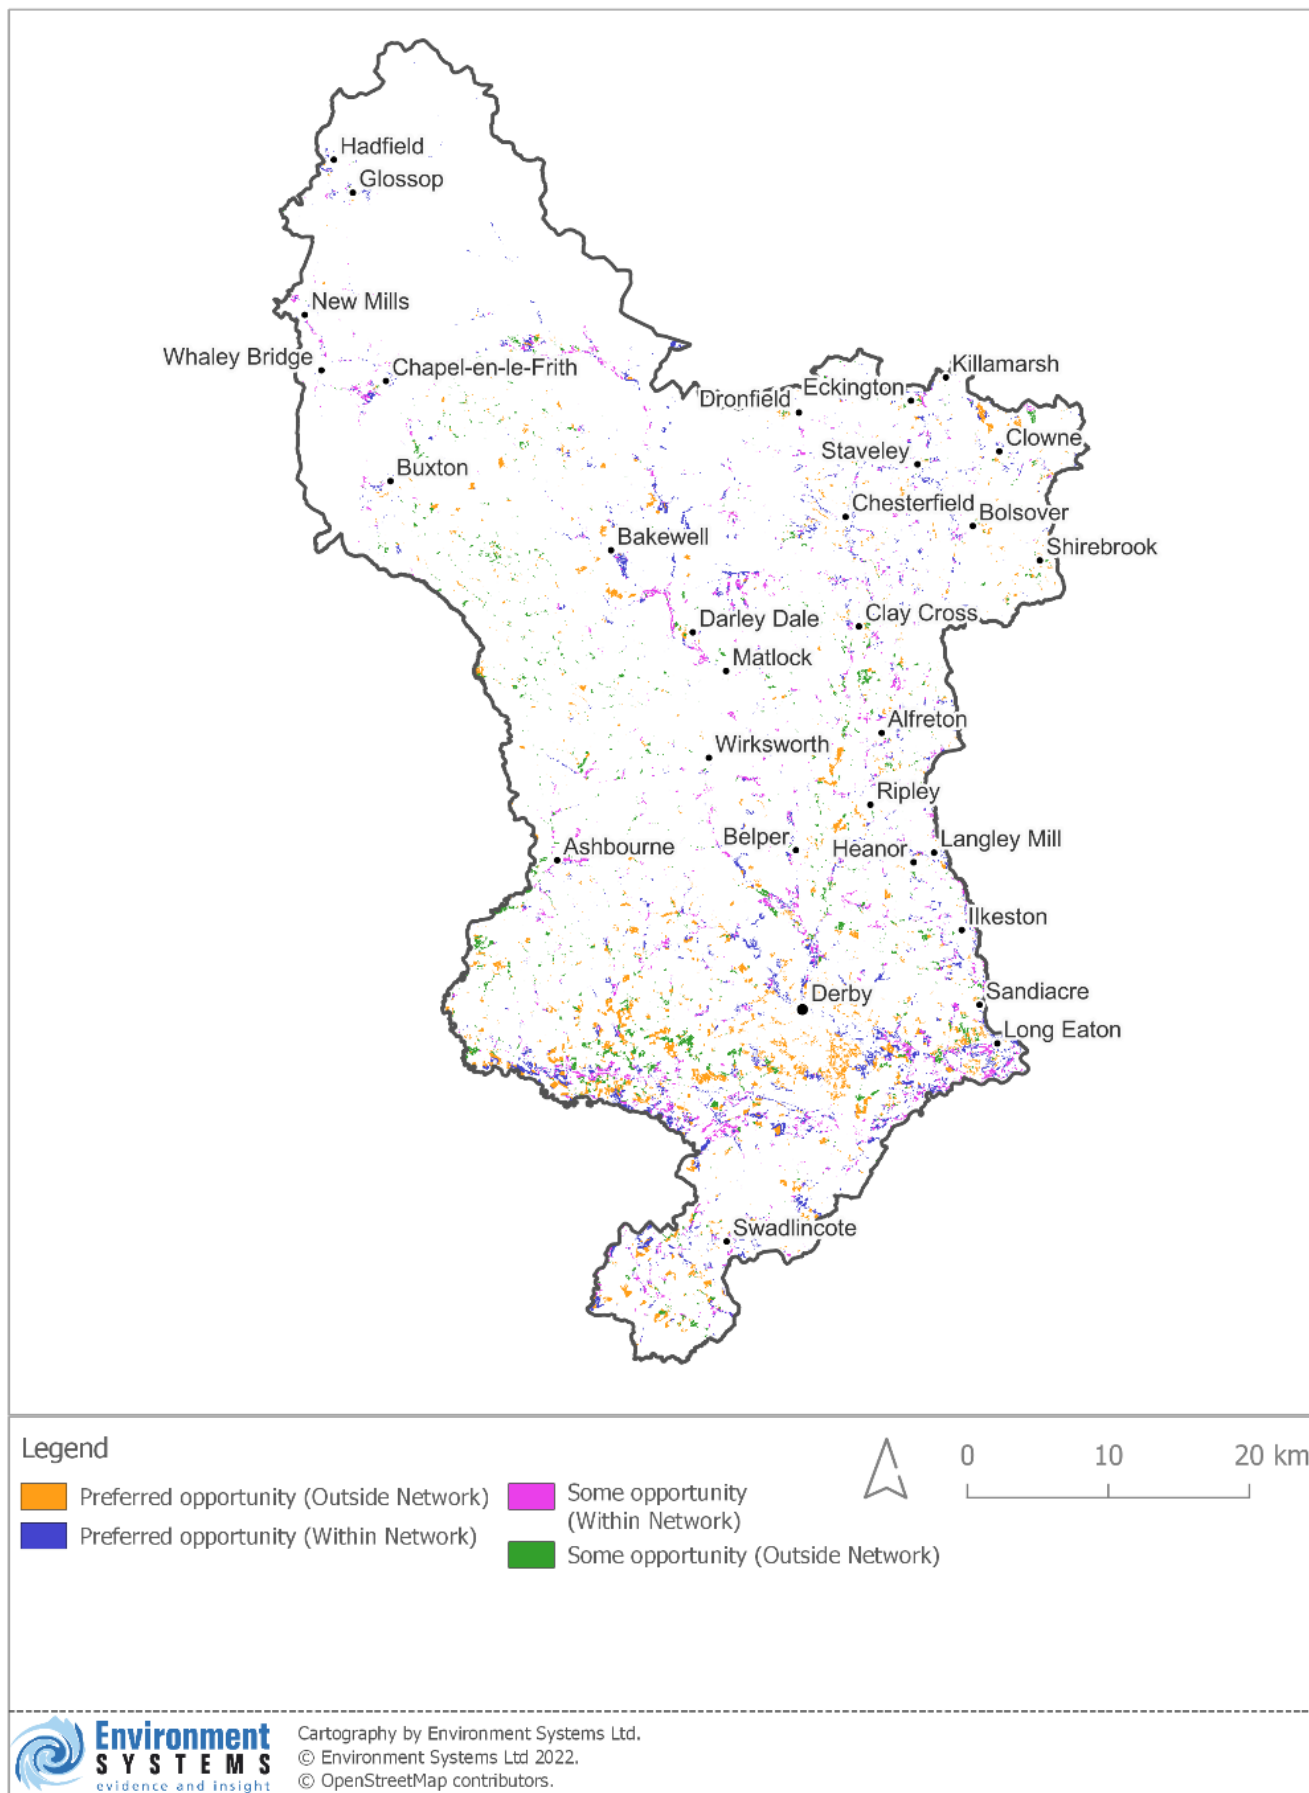 Hadfield
Glossop
New Mills
Whaley Bridge
Chapel-en-le-Frith
Killamarsh
Eckington
Dronfield
Clowne
Staveley
Buxton
Chesterfield
Bolsover
Bakewell
Shirebrook
Darley Dale
Clay Cross
Matlock
Alfreton
Wirksworth
Ripley
Belper
Heanor
Langley Mill
Ashbourne
Ilkeston
Derby
Sandiacre
Long Eaton
Swadlincote
Legend
Preferred opportunity (Outside Network)
Preferred opportunity (Within Network)
Some opportunity
(Within Network)
Some opportunity (Outside Network)
0 10 20 km
Environment
SYSTEMS
evidence and insight
Cartography by Environment Systems Ltd.
© Environment Systems Ltd 2022.
© OpenStreetMap contributors.